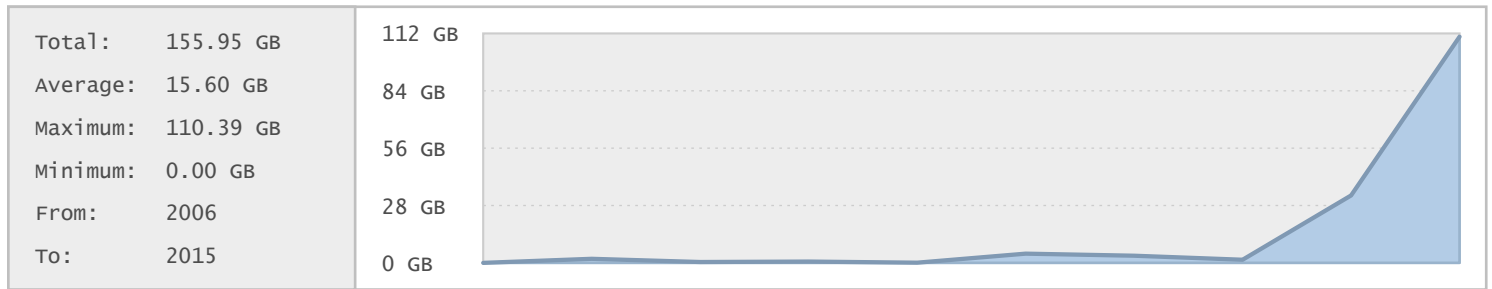 Total: 155.95 GB
Average: 15.60 GB
Maximum: 110.39 GB
Minimum: 0.00 GB
From: 2006
To: 2015
112 GB
84 GB
56 GB
28 GB
0 GB